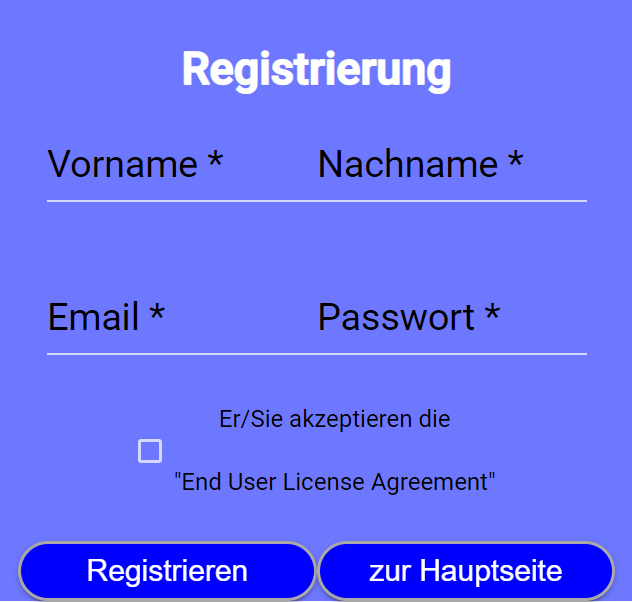 Registrierung
Vorname * Nachname *
Email * Passwort *
Er/Sie akzeptieren die
"End User License Agreement"
Registrieren zur Hauptseite